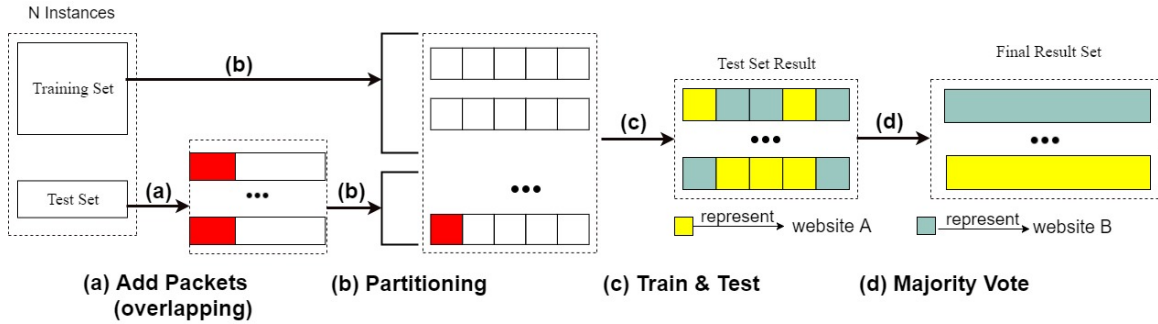 N Instances
Training Set
Test Set
(a)
(b)
(b)
(c)
Test Set Result
(d)
Final Result Set
represent
website A
represent
website B
(a) Add Packets
(overlapping)
(b) Partitioning
(c) Train & Test
(d) Majority Vote